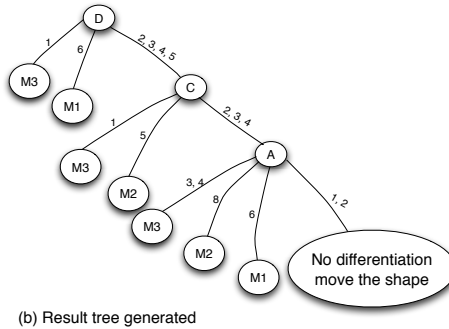 D
1
6
2, 3, 4, 5
M3
M1
C
1
5
2, 3, 4
M3
M2
A
3, 4
8
6
1, 2
M3
M2
M1
No differentiation
move the shape
(b) Result tree generated